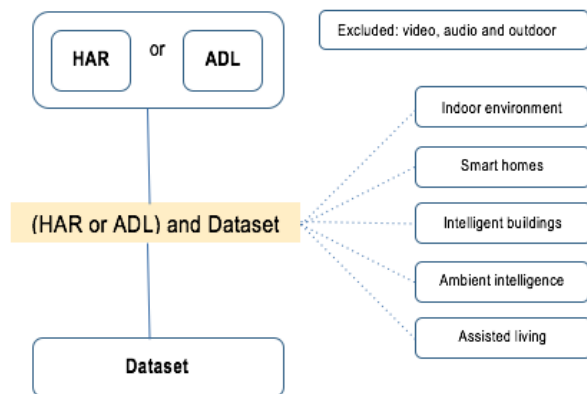 HAR
or
ADL
Excluded: video, audio and outdoor
Indoor environment
Smart homes
(HAR or ADL) and Dataset
Intelligent buildings
Ambient intelligence
Assisted living
Dataset